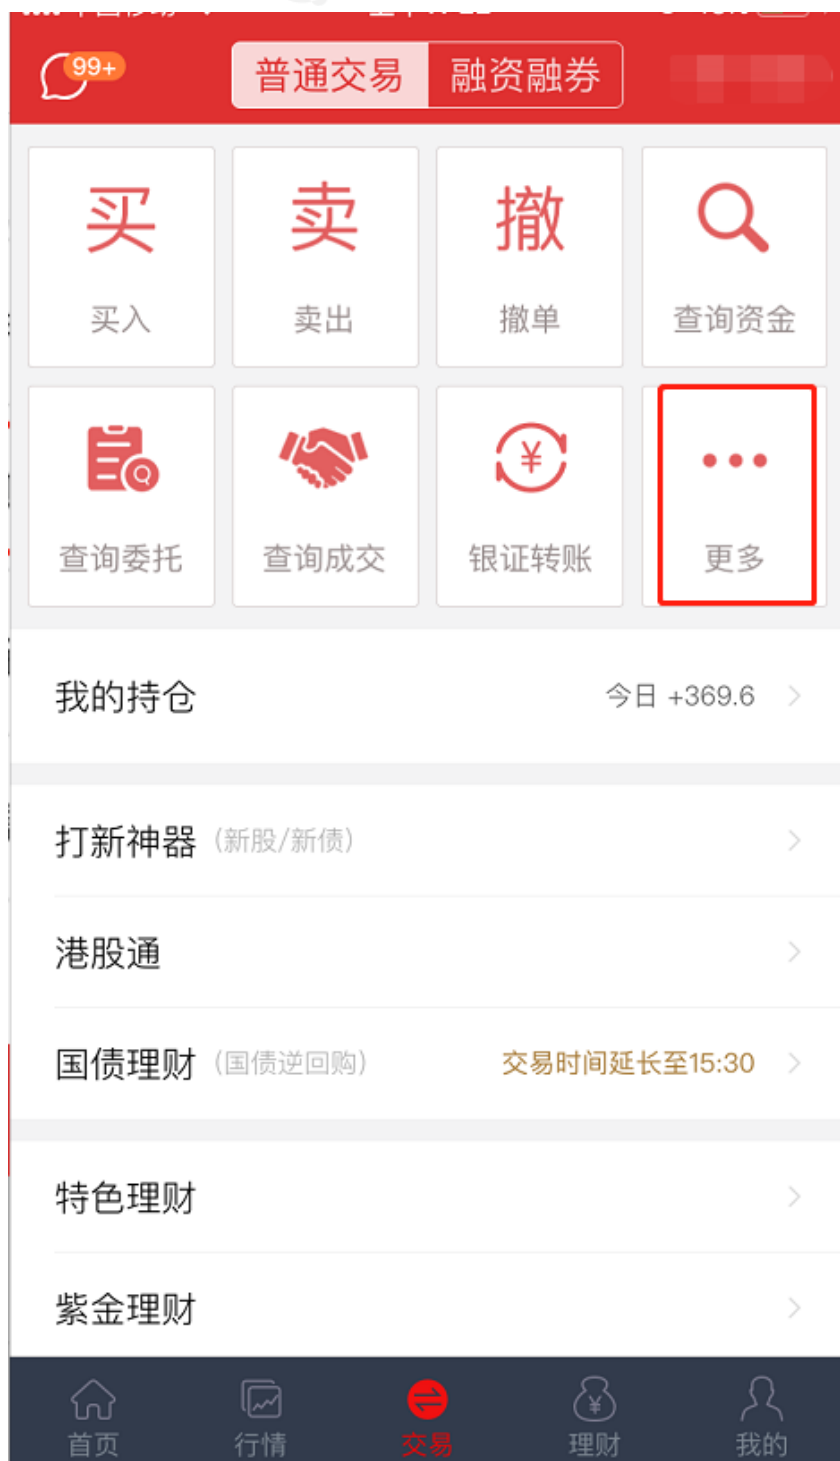 99+ 普通交易 融资融券
买 卖 撤
买入 卖出 撤单 查询资金
查询委托 查询成交 银证转账 更多
我的持仓 今日 +369.6
打新神器 (新股/新债)
港股通
国债理财 (国债逆回购) 交易时间延长至15:30
特色理财
紫金理财
首页 行情 交易 理财 我的